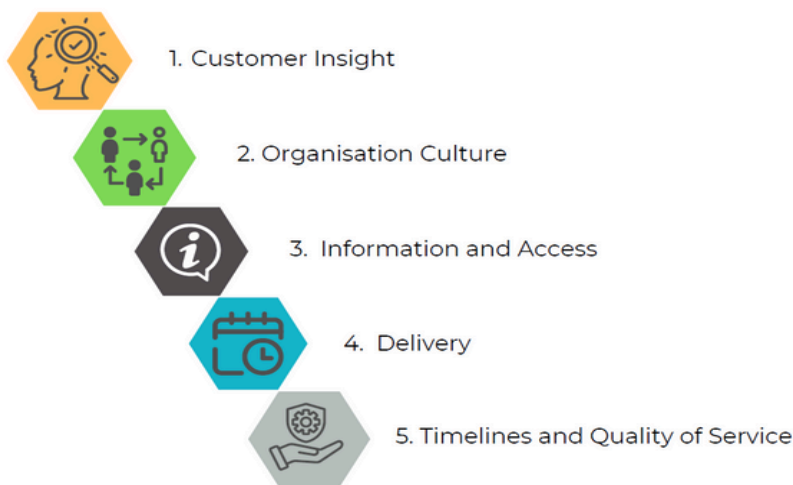 1. Customer Insight
2. Organisation Culture
3. Information and Access
4. Delivery
5. Timelines and Quality of Service